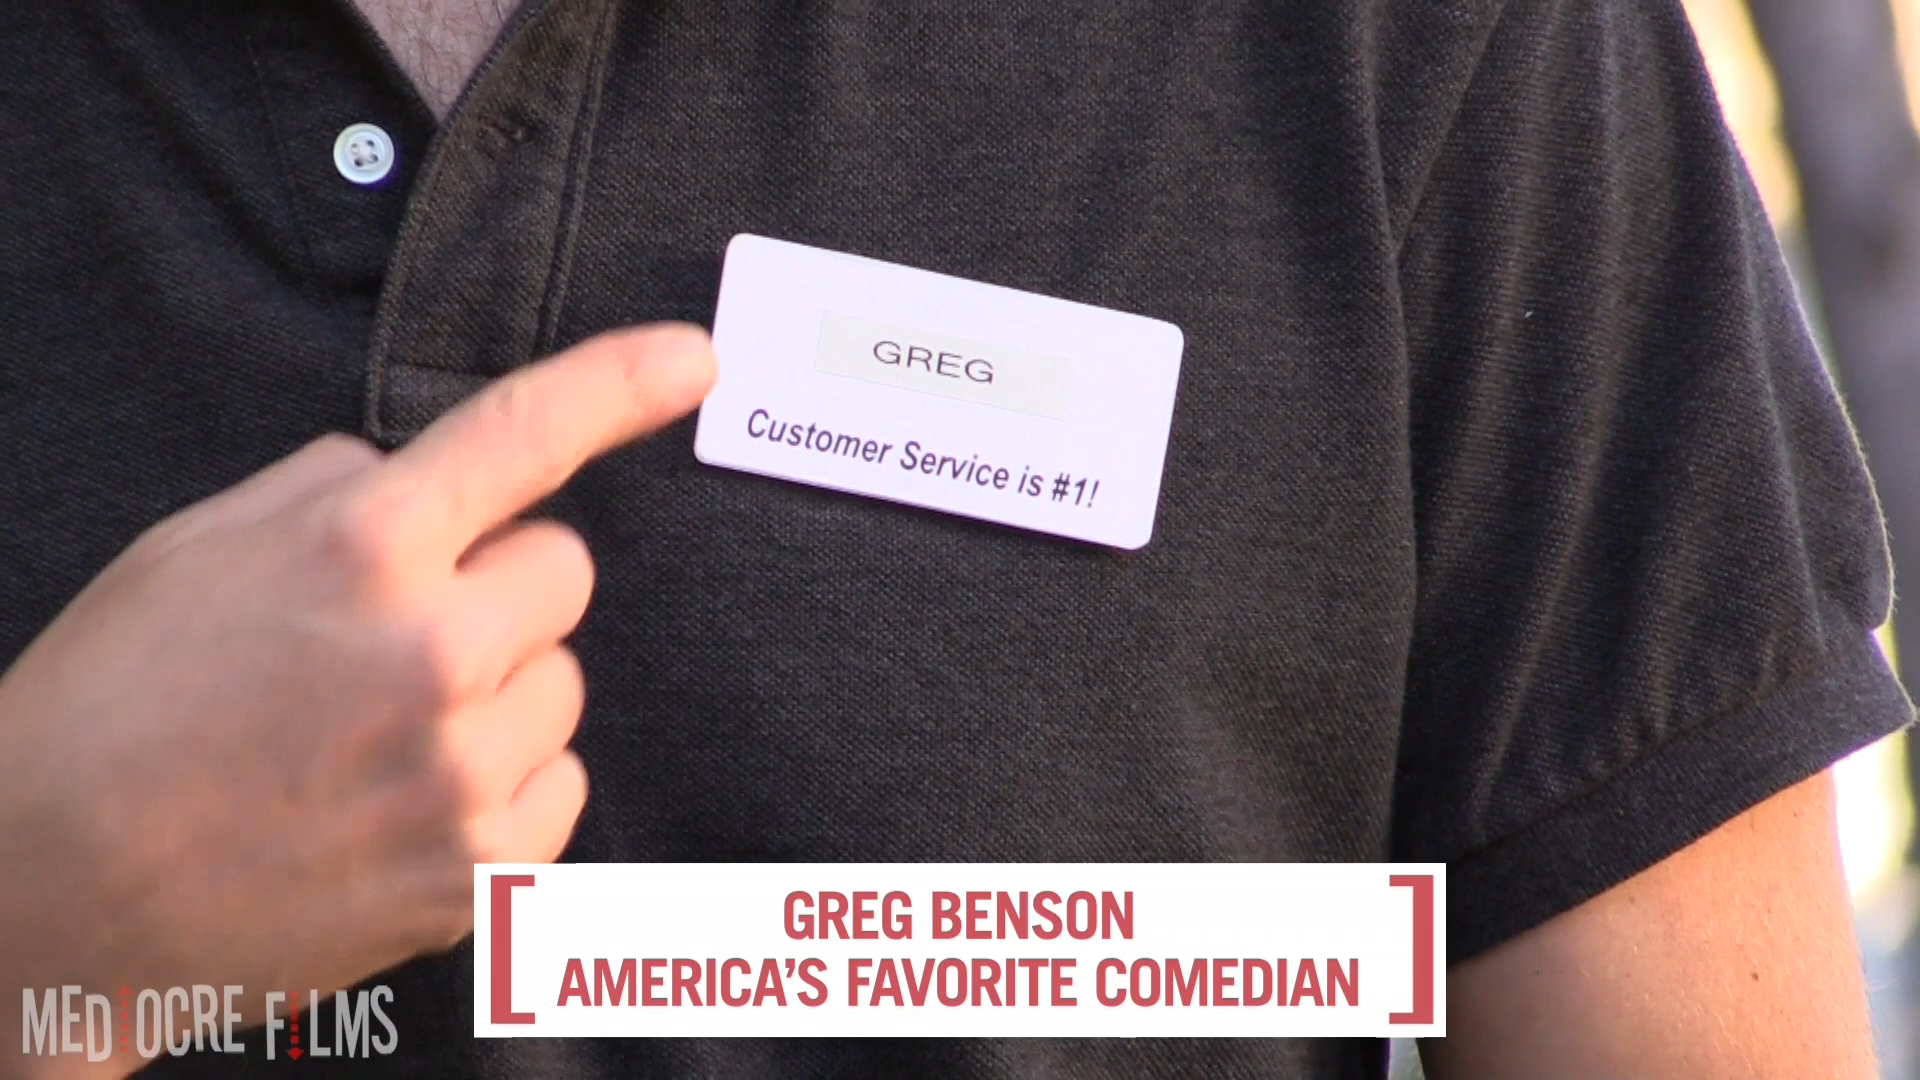 GREG
Customer Service is #1!
GREG BENSON
AMERICA'S FAVORITE COMEDIAN
MEDIOCRE FILMS